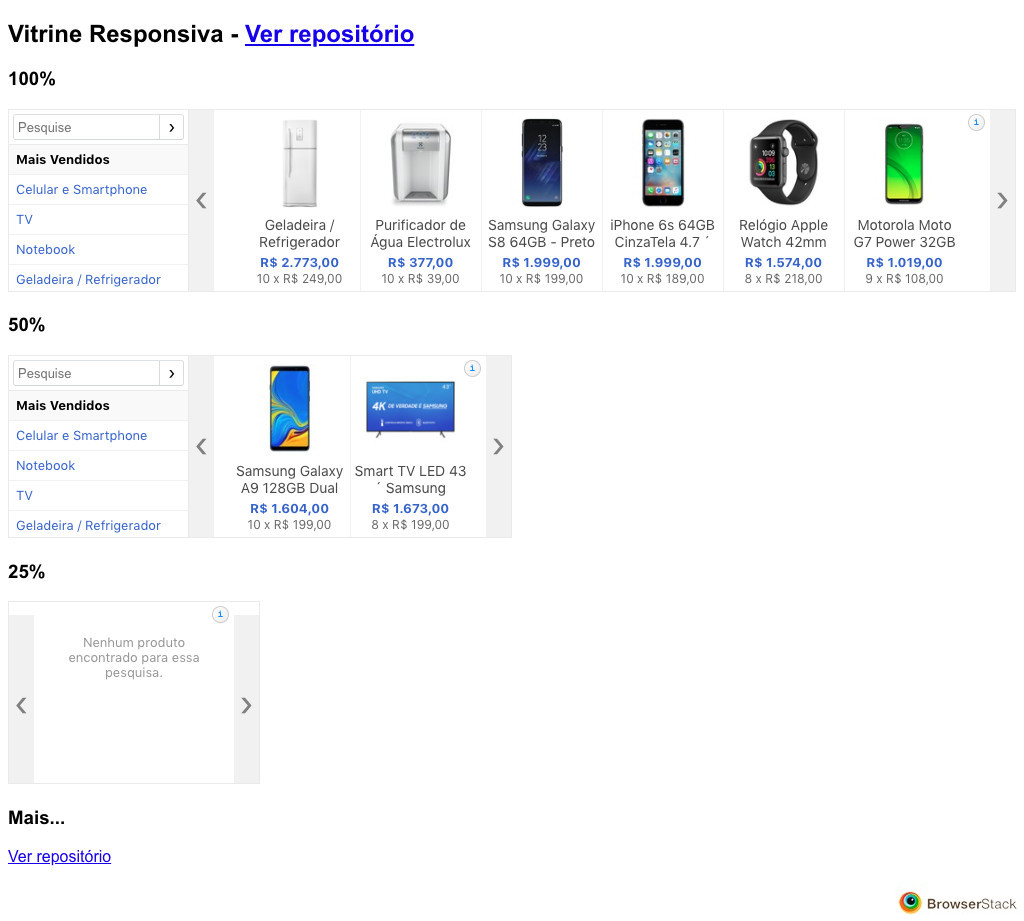 Vitrine Responsiva - Ver repositório
100%
Pesquise
Mais Vendidos
Celular e Smartphone
TV
Notebook
Geladeira / Refrigerador
Geladeira /
Refrigerador
R$ 2.773,00
10 x R$ 249,00
Purificador de
Água Electrolux
R$ 377,00
10 x R$ 39,00
Samsung Galaxy
S8 64GB - Preto
R$ 1.999,00
10 x R$ 199,00
iPhone 6s 64GB
CinzaTela 4.7 ´
R$ 1.999,00
10 x R$ 189,00
Relógio Apple
Watch 42mm
R$ 1.574,00
8 x R$ 218,00
Motorola Moto
G7 Power 32GB
R$ 1.019,00
9 x R$ 108,00
50%
Pesquise
Mais Vendidos
Celular e Smartphone
Notebook
TV
Geladeira / Refrigerador
Samsung Galaxy
A9 128GB Dual
R$ 1.604,00
10 x R$ 199,00
UHD TV
43"
4K DE VERDADE É SAMSUNG
Smart TV LED 43
´ Samsung
R$ 1.673,00
8 x R$ 199,00
25%
Nenhum produto
encontrado para essa
pesquisa.
Mais...
Ver repositório
BrowserStack